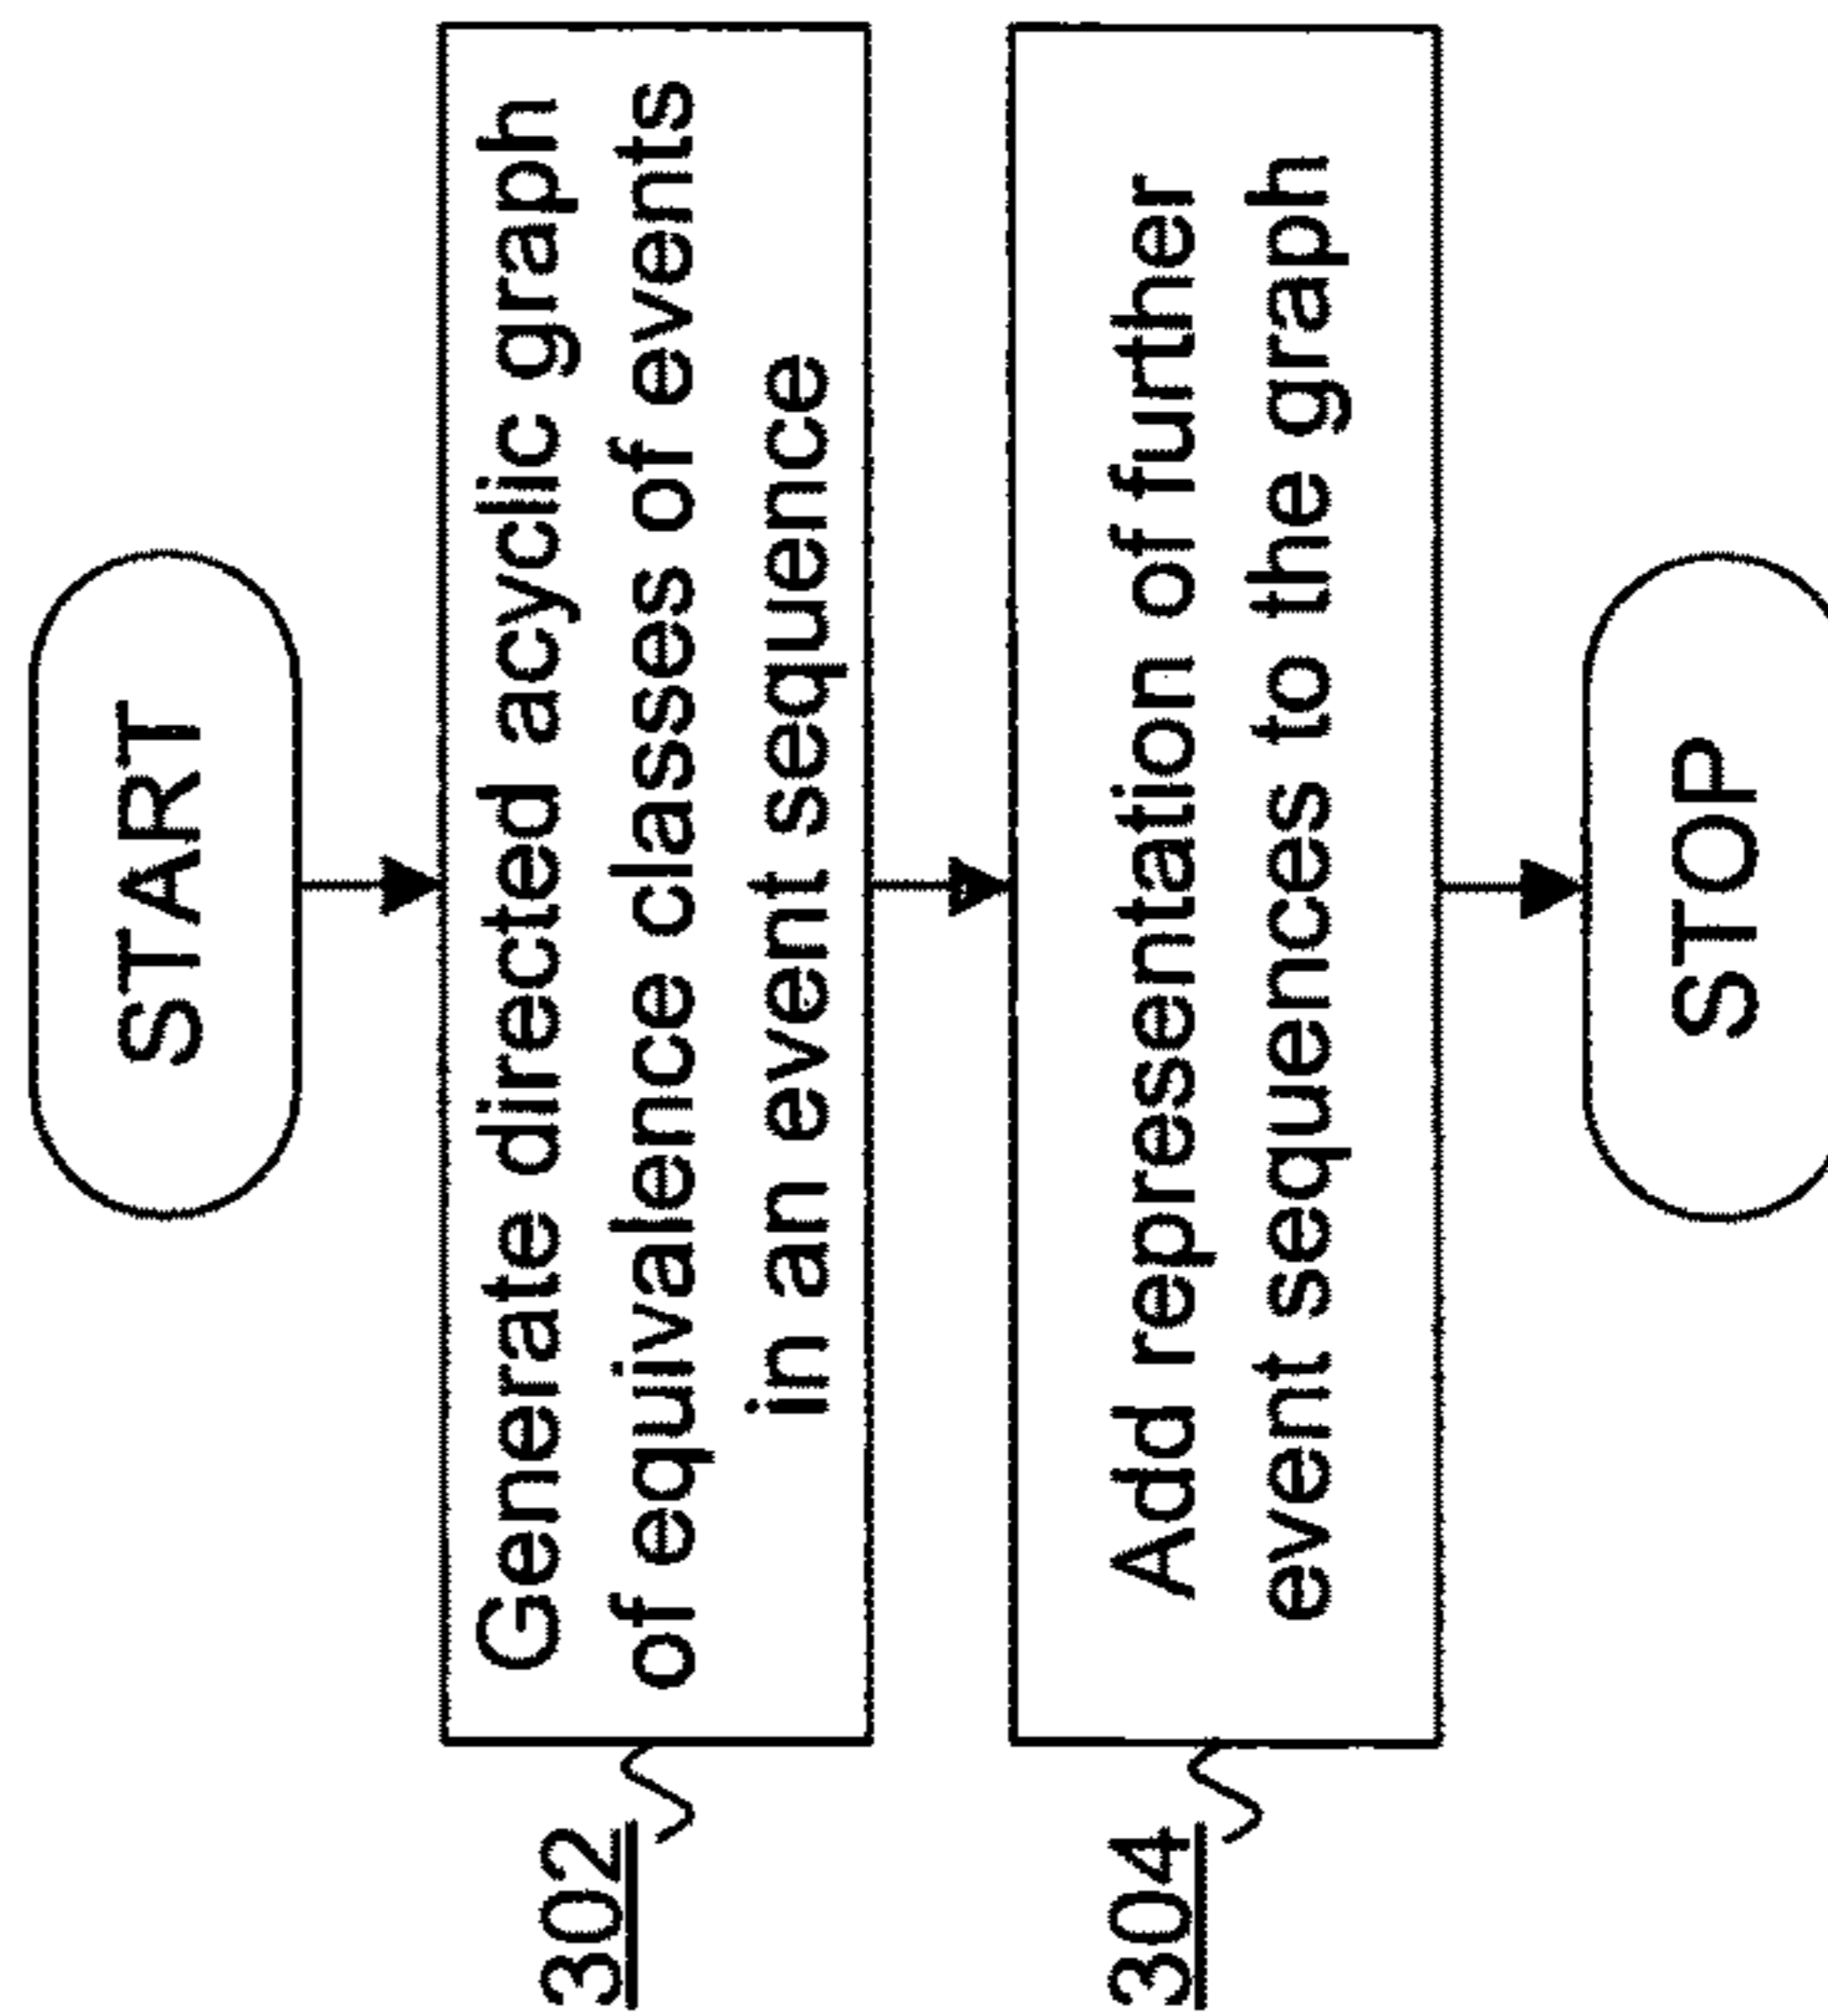 START
302
Generate directed acyclic graph
of equivalence classes of events
in an event sequence
304
Add representation of further
event sequences to the graph
STOP